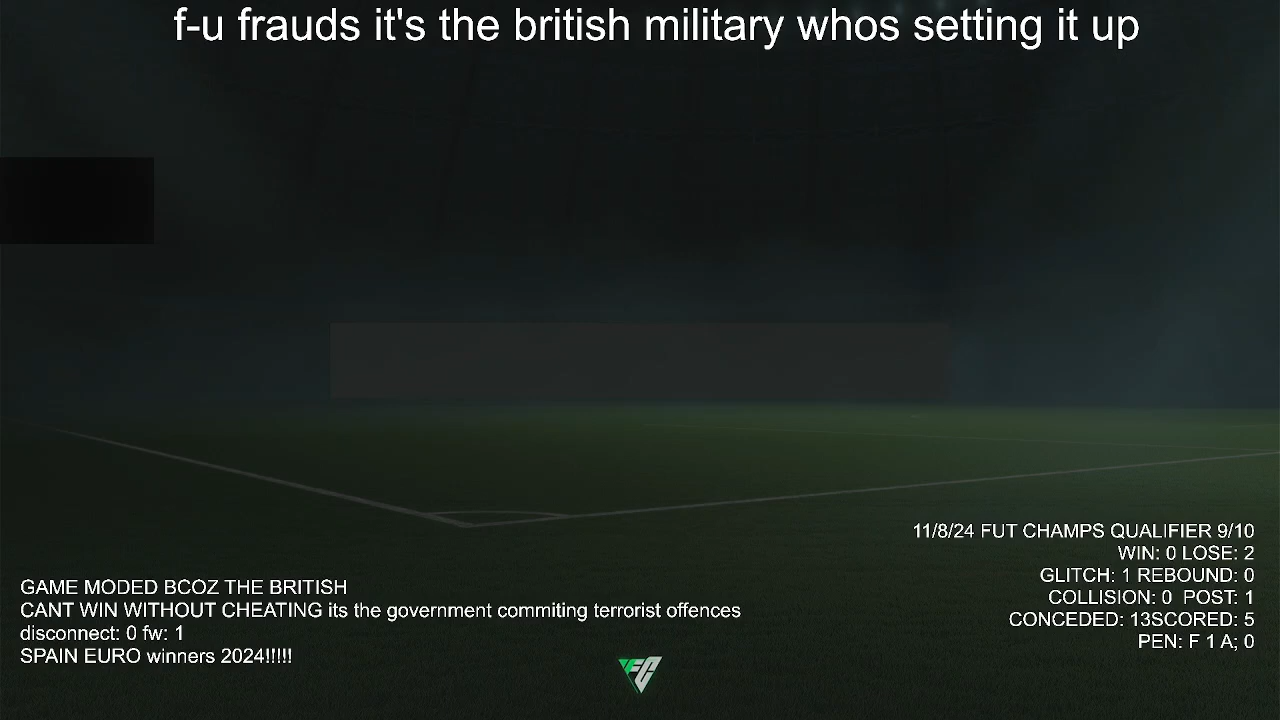 f-u frauds it's the british military whos setting it up
11/8/24 FUT CHAMPS QUALIFIER 9/10
WIN: 0 LOSE: 2
GLITCH: 1 REBOUND: 0
COLLISION: 0  POST: 1
CONCEDED: 13SCORED: 5
PEN: F 1 A; 0
GAME MODED BCOZ THE BRITISH
CANT WIN WITHOUT CHEATING its the government commiting terrorist offences
disconnect: 0 fw: 1
SPAIN EURO winners 2024!!!!!
FC